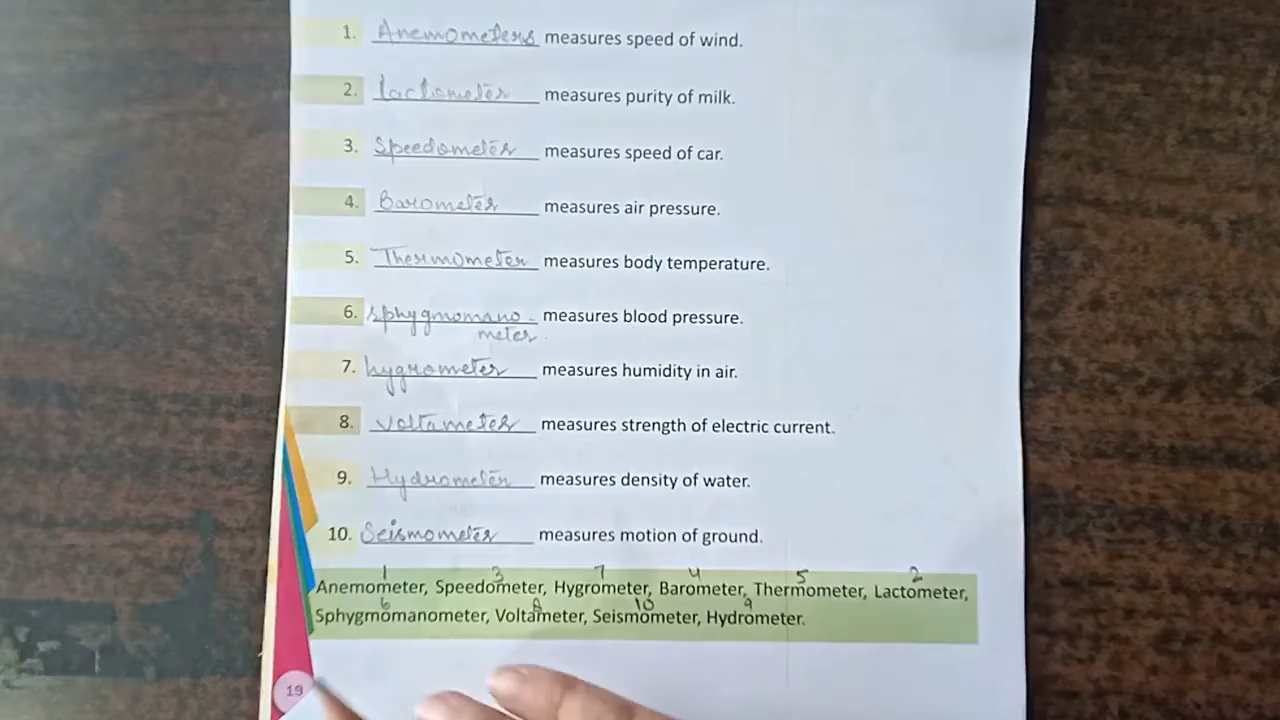 1. Anemometers measures speed of wind.
2. lactometer measures purity of milk.
3. Speedometer measures speed of car.
4. Barometer measures air pressure.
5. Thermometer measures body temperature.
6. sphygmomano- measures blood pressure.
meter
7. hygrometer measures humidity in air.
8. voltameter measures strength of electric current.
9. Hydrometer measures density of water.
10. Seismometer measures motion of ground.
1 3 7 4 5 2
Anemometer, Speedometer, Hygrometer, Barometer, Thermometer, Lactometer,
6 8 10 9
Sphygmomanometer, Voltameter, Seismometer, Hydrometer.
19